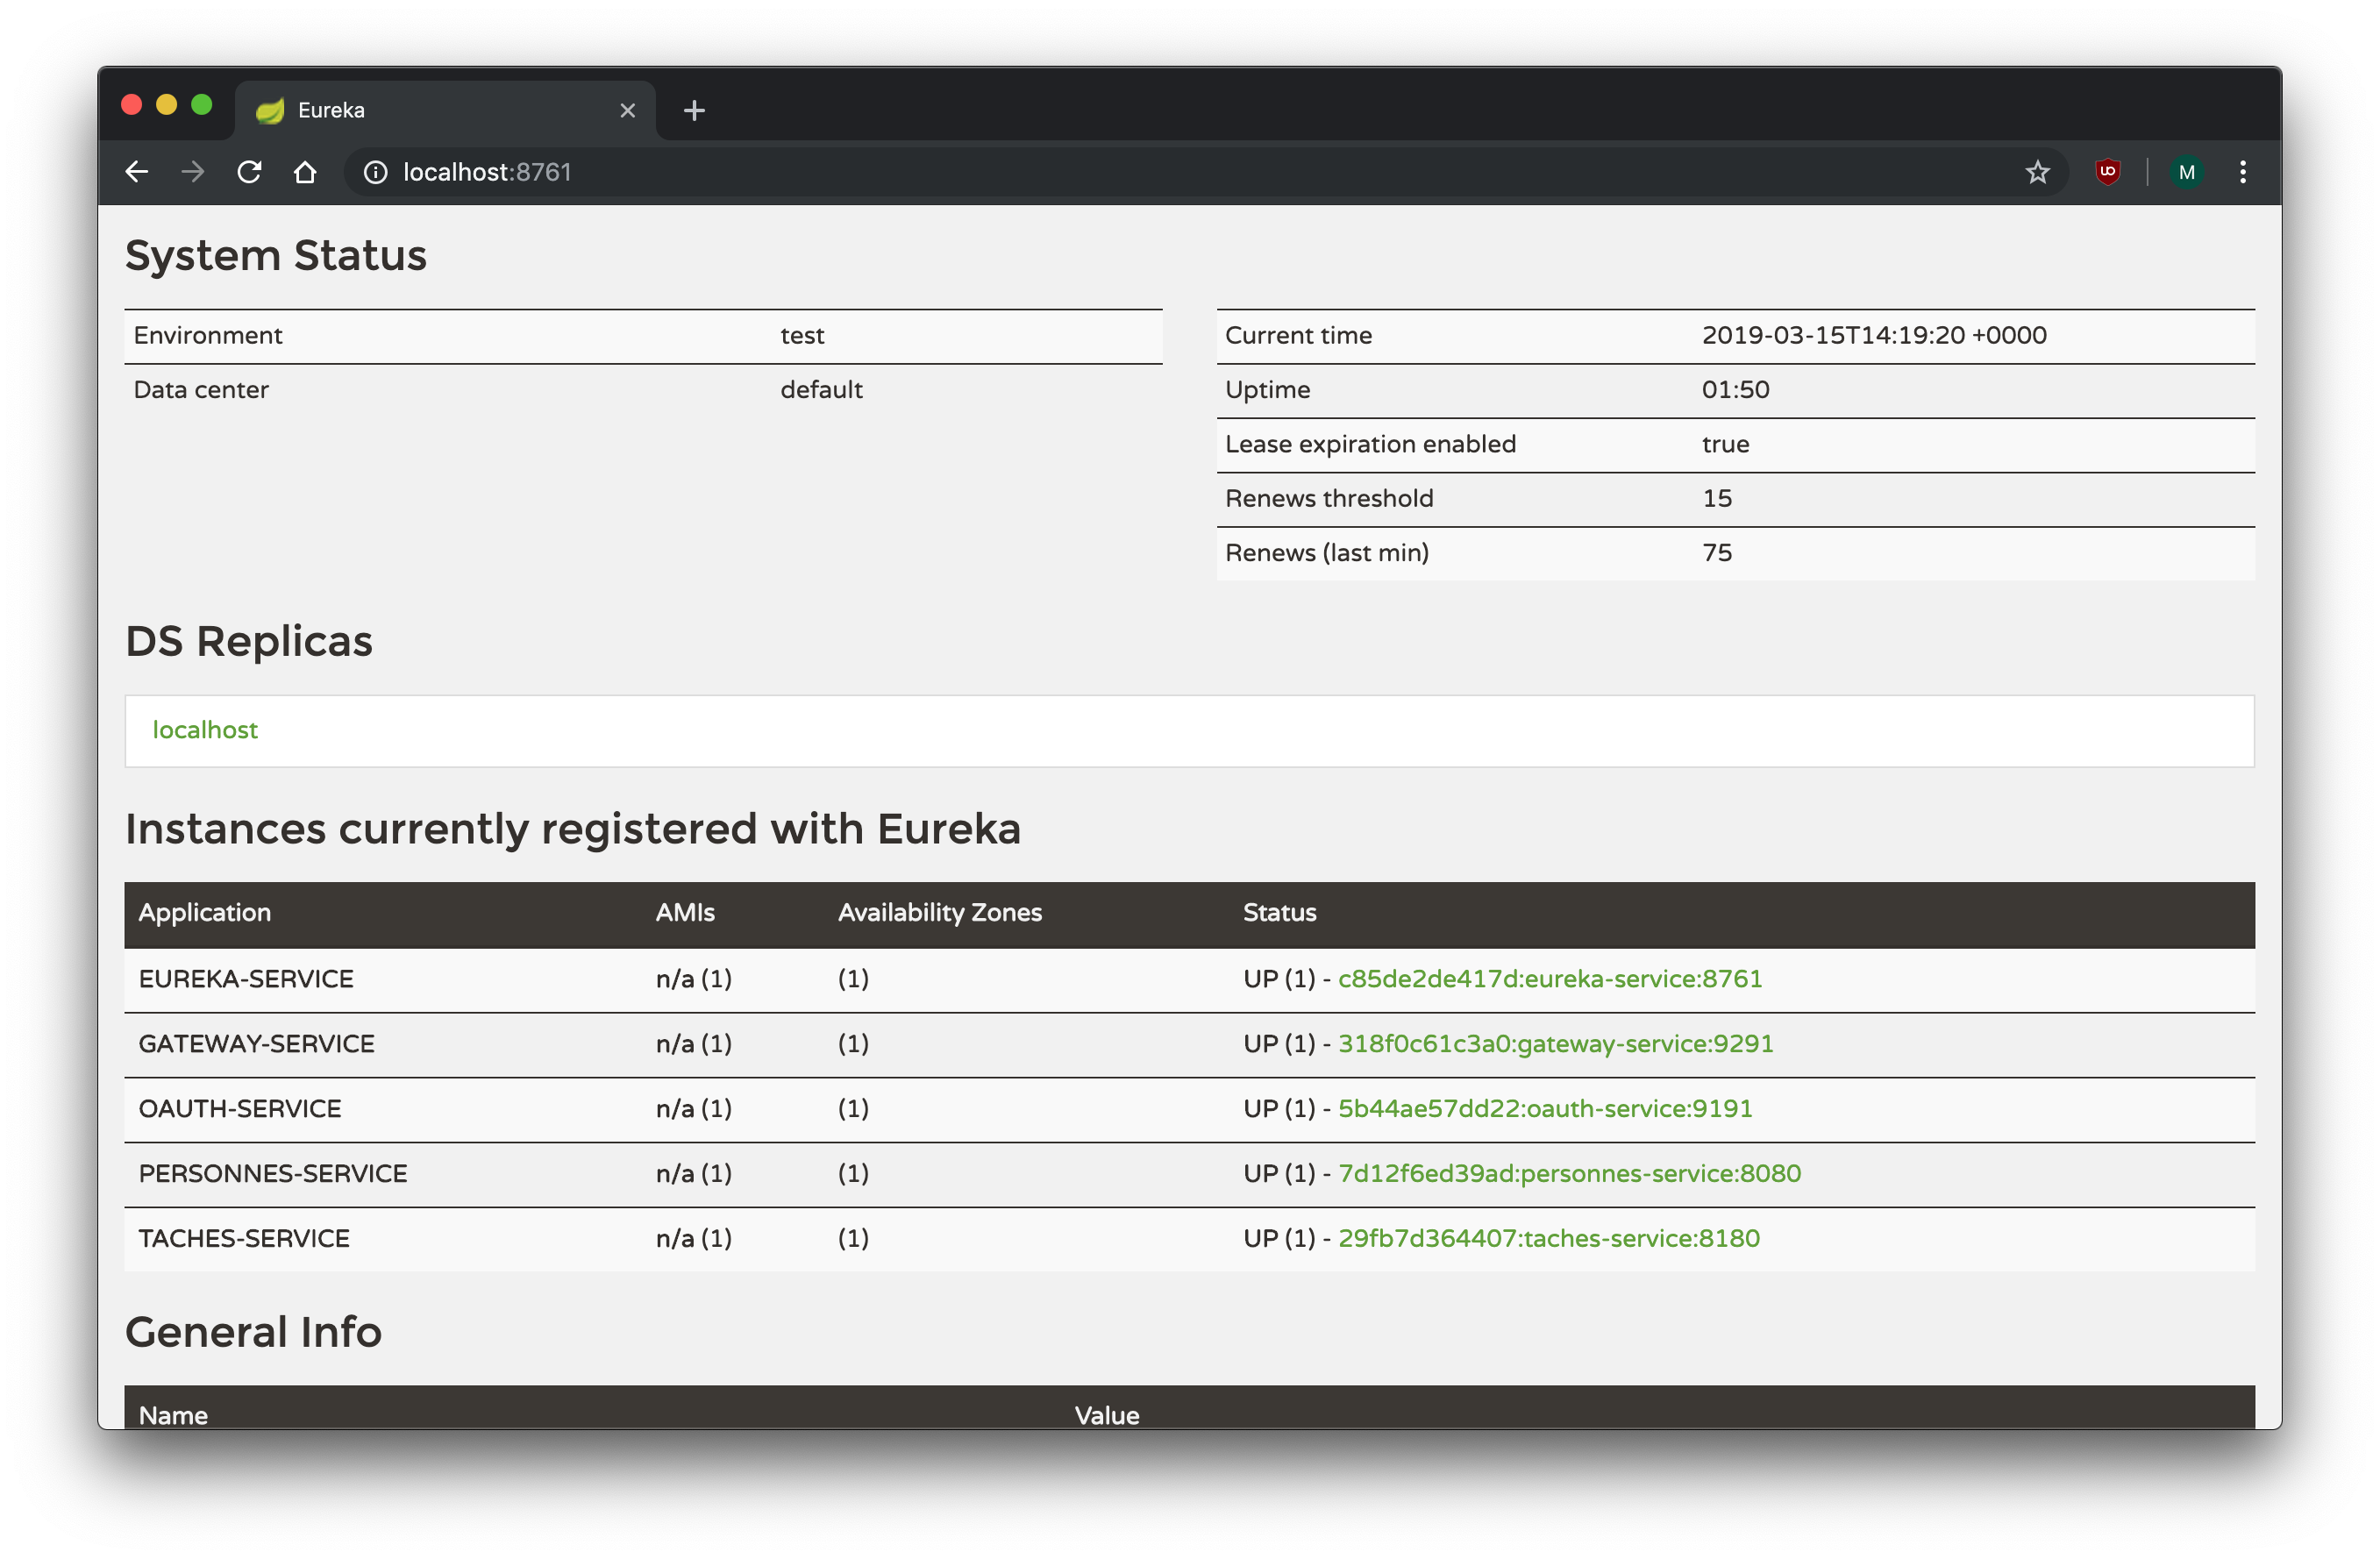 Eureka
localhost:8761
M
System Status
Environment test
Data center default
Current time 2019-03-15T14:19:20 +0000
Uptime 01:50
Lease expiration enabled true
Renews threshold 15
Renews (last min) 75
DS Replicas
localhost
Instances currently registered with Eureka
Application AMIs Availability Zones Status
EUREKA-SERVICE n/a (1) (1) UP (1) - c85de2de417d:eureka-service:8761
GATEWAY-SERVICE n/a (1) (1) UP (1) - 318f0c61c3a0:gateway-service:9291
OAUTH-SERVICE n/a (1) (1) UP (1) - 5b44ae57dd22:oauth-service:9191
PERSONNES-SERVICE n/a (1) (1) UP (1) - 7d12f6ed39ad:personnes-service:8080
TACHES-SERVICE n/a (1) (1) UP (1) - 29fb7d364407:taches-service:8180
General Info
Name Value